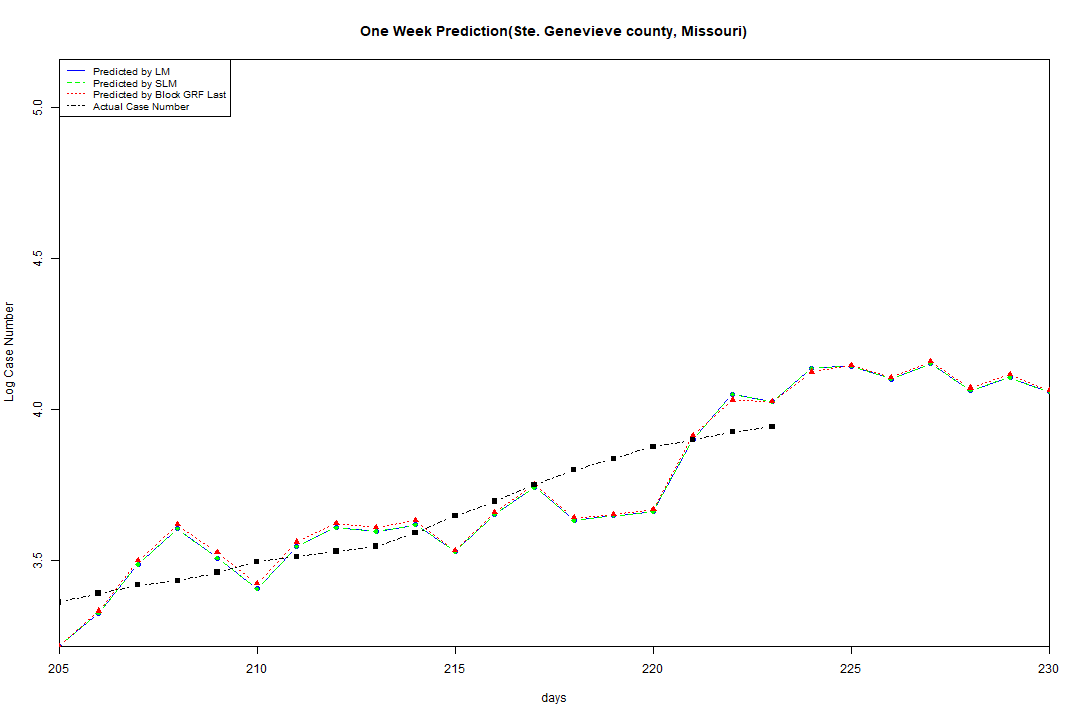 One Week Prediction(Ste. Genevieve county, Missouri)
Predicted by LM
Predicted by SLM
Predicted by Block GRF Last
Actual Case Number
5.0
4.5
4.0
3.5
Log Case Number
205 210 215 220 225 230
days